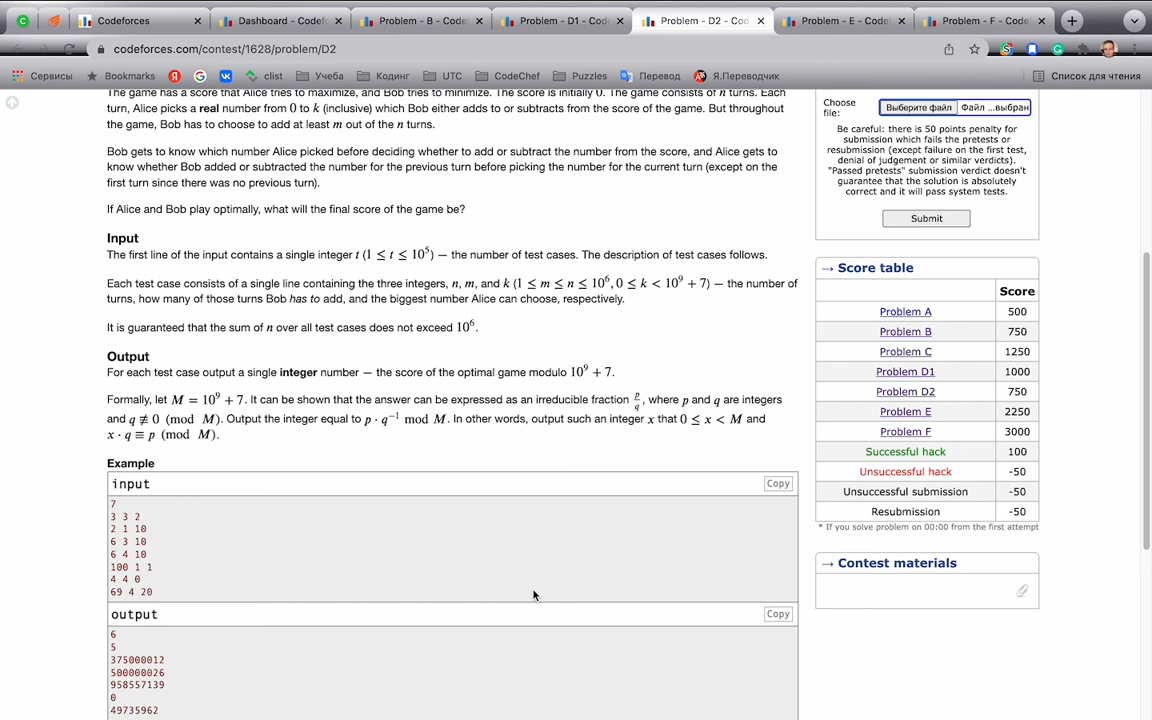 Codeforces
Dashboard - Codef
Problem - B - Codel
Problem - D1 - Cod
Problem - D2 - Cod
Problem - E - Codef
Problem - F - Codef
codeforces.com/contest/1628/problem/D2
Сервисы
Bookmarks
clist
Учеба
Кодинг
UTC
CodeChef
Puzzles
Перевод
Я.Переводчик
Список для чтения
The game has a score that Alice tries to maximize, and Bob tries to minimize. The score is initially 0. The game consists of n turns. Each
turn, Alice picks a real number from 0 to k (inclusive) which Bob either adds to or subtracts from the score of the game. But throughout
the game, Bob has to choose to add at least m out of the n turns.
Bob gets to know which number Alice picked before deciding whether to add or subtract the number from the score, and Alice gets to
know whether Bob added or subtracted the number for the previous turn before picking the number for the current turn (except on the
first turn since there was no previous turn).
If Alice and Bob play optimally, what will the final score of the game be?
Input
The first line of the input contains a single integer t (1 ≤ t ≤ 10⁵) — the number of test cases. The description of test cases follows.
Each test case consists of a single line containing the three integers, n, m, and k (1 ≤ m ≤ n ≤ 10⁶, 0 ≤ k < 10⁹ + 7) — the number of
turns, how many of those turns Bob has to add, and the biggest number Alice can choose, respectively.
It is guaranteed that the sum of n over all test cases does not exceed 10⁶.
Output
For each test case output a single integer number — the score of the optimal game modulo 10⁹ + 7.
Formally, let M = 10⁹ + 7. It can be shown that the answer can be expressed as an irreducible fraction p/q, where p and q are integers
and q ≢ 0 (mod M). Output the integer equal to p · q⁻¹ mod M. In other words, output such an integer x that 0 ≤ x < M and
x · q ≡ p (mod M).
Example
input
Copy
7
3 3 2
2 1 10
6 3 10
6 4 10
100 1 1
4 4 0
69 4 20
output
Copy
6
5
375000012
500000026
958557139
0
49735962
Choose
file:
Выберите файл
Файл ...выбран
Be careful: there is 50 points penalty for
submission which fails the pretests or
resubmission (except failure on the first test,
denial of judgement or similar verdicts).
"Passed pretests" submission verdict doesn't
guarantee that the solution is absolutely
correct and it will pass system tests.
Submit
→ Score table
Score
Problem A 500
Problem B 750
Problem C 1250
Problem D1 1000
Problem D2 750
Problem E 2250
Problem F 3000
Successful hack 100
Unsuccessful hack -50
Unsuccessful submission -50
Resubmission -50
* If you solve problem on 00:00 from the first attempt
→ Contest materials